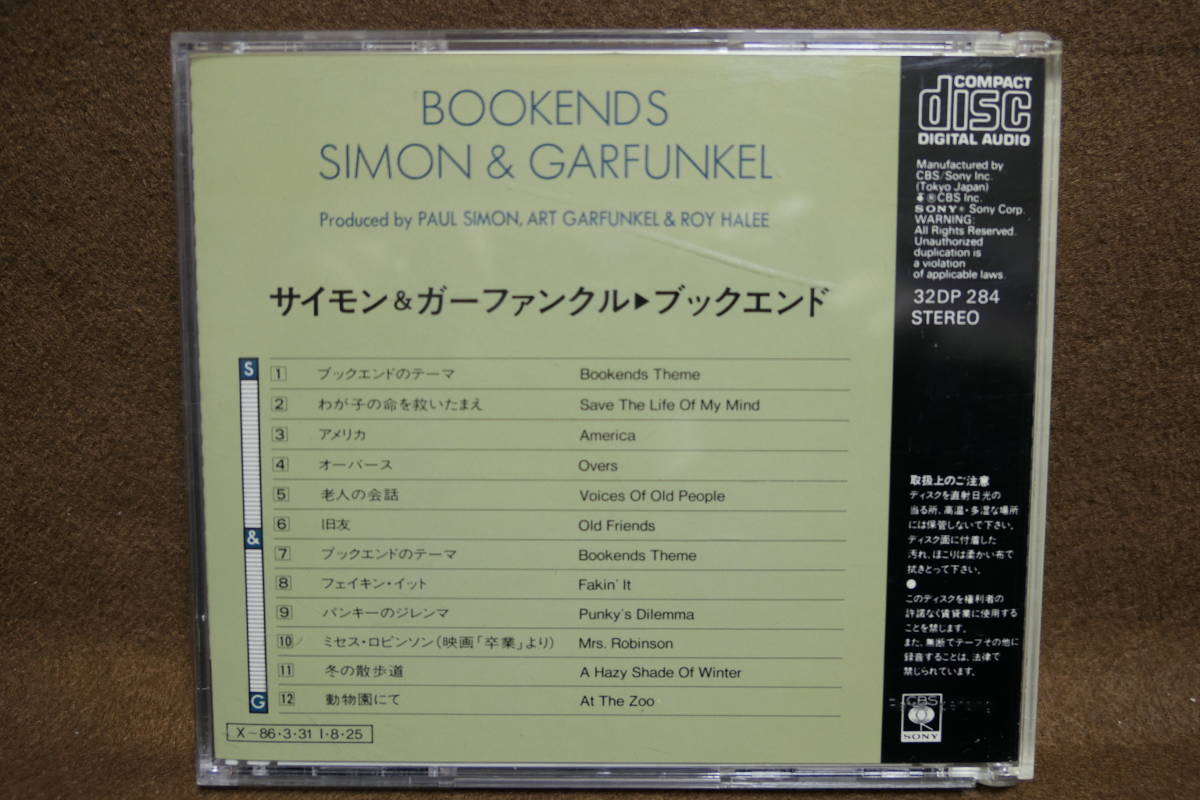 BOOKENDS
SIMON & GARFUNKEL
Produced by PAUL SIMON, ART GARFUNKEL & ROY HALEE
サイモン&ガーファンクル▶ブックエンド
S
&
G
1 ブックエンドのテーマ Bookends Theme
2 わが子の命を救いたまえ Save The Life Of My Mind
3 アメリカ America
4 オーバース Overs
5 老人の会話 Voices Of Old People
6 旧友 Old Friends
7 ブックエンドのテーマ Bookends Theme
8 フェイキン・イット Fakin' It
9 パンキーのジレンマ Punky's Dilemma
10 ミセス・ロビンソン(映画「卒業」より) Mrs. Robinson
11 冬の散歩道 A Hazy Shade Of Winter
12 動物園にて At The Zoo
X~86・3・31 I・8・25
COMPACT
disc
DIGITAL AUDIO
Manufactured by
CBS/Sony Inc.
(Tokyo Japan)
℗ CBS Inc.
SONY® Sony Corp.
WARNING:
All Rights Reserved.
Unauthorized
duplication is
a violation
of applicable laws.
32DP 284
STEREO
取扱上のご注意
ディスクを直射日光の
当る所、高温・多湿な場所
には保管しないで下さい。
ディスク面に付着した
汚れ、ほこりは柔かい布で
拭きとって下さい。
●
このディスクを権利者の
許諾なく賃貸業に使用する
ことを禁じます。
また、無断でテープその他に
録音することは、法律で
禁じられています。
CBS
SONY